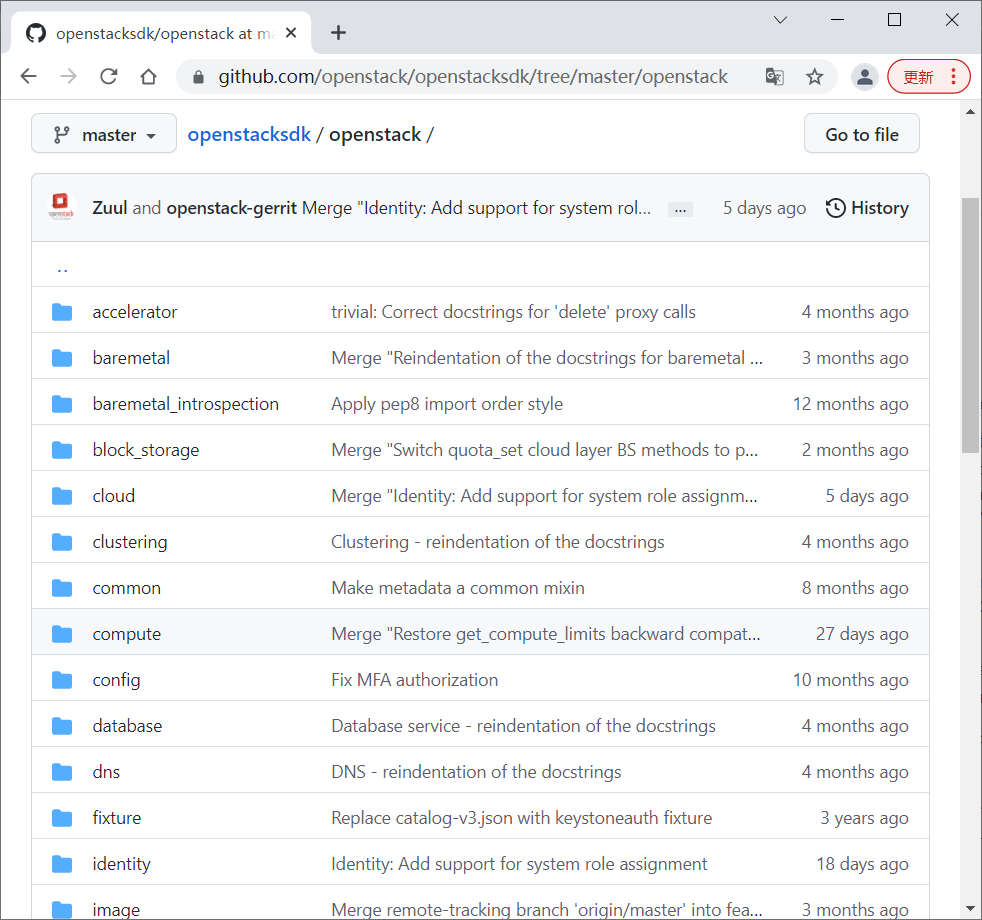 openstacksdk/openstack at ma
github.com/openstack/openstacksdk/tree/master/openstack 更新
master openstacksdk / openstack / Go to file
openstack
Zuul and openstack-gerrit Merge "Identity: Add support for system rol... ... 5 days ago History
..
accelerator trivial: Correct docstrings for 'delete' proxy calls 4 months ago
baremetal Merge "Reindentation of the docstrings for baremetal ... 3 months ago
baremetal_introspection Apply pep8 import order style 12 months ago
block_storage Merge "Switch quota_set cloud layer BS methods to p... 2 months ago
cloud Merge "Identity: Add support for system role assignm... 5 days ago
clustering Clustering - reindentation of the docstrings 4 months ago
common Make metadata a common mixin 8 months ago
compute Merge "Restore get_compute_limits backward compat... 27 days ago
config Fix MFA authorization 10 months ago
database Database service - reindentation of the docstrings 4 months ago
dns DNS - reindentation of the docstrings 4 months ago
fixture Replace catalog-v3.json with keystoneauth fixture 3 years ago
identity Identity: Add support for system role assignment 18 days ago
image Merge remote-tracking branch 'origin/master' into fea... 3 months ago